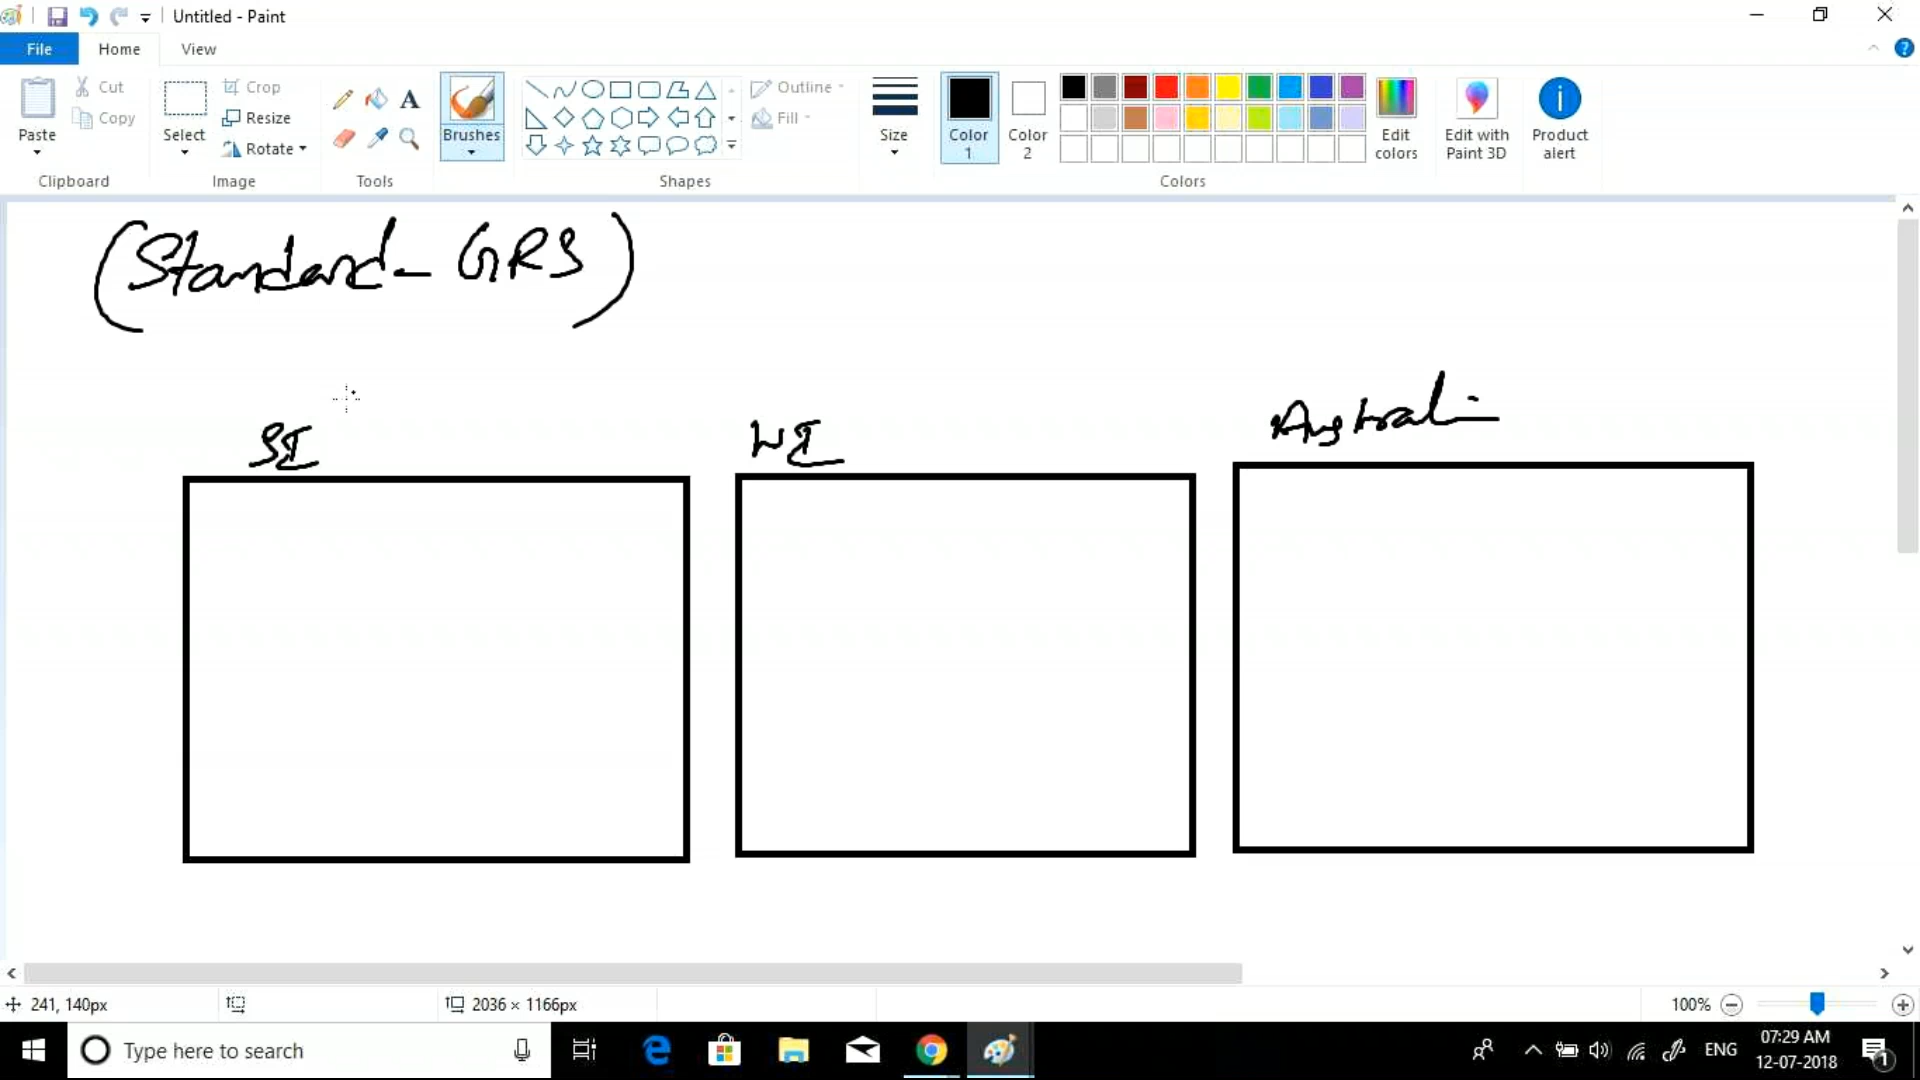 Untitled - Paint
File Home View
Cut
Copy
Paste
Clipboard
Crop
Resize
Rotate
Select
Image
Tools
Brushes
Outline
Fill
Shapes
Size
Color 1
Color 2
Edit colors
Edit with Paint 3D
Product alert
Colors
(Standard - GRS)
SI
WI
Australi
241, 140px
2036 × 1166px
100%
Type here to search
ENG
07:29 AM
12-07-2018
1